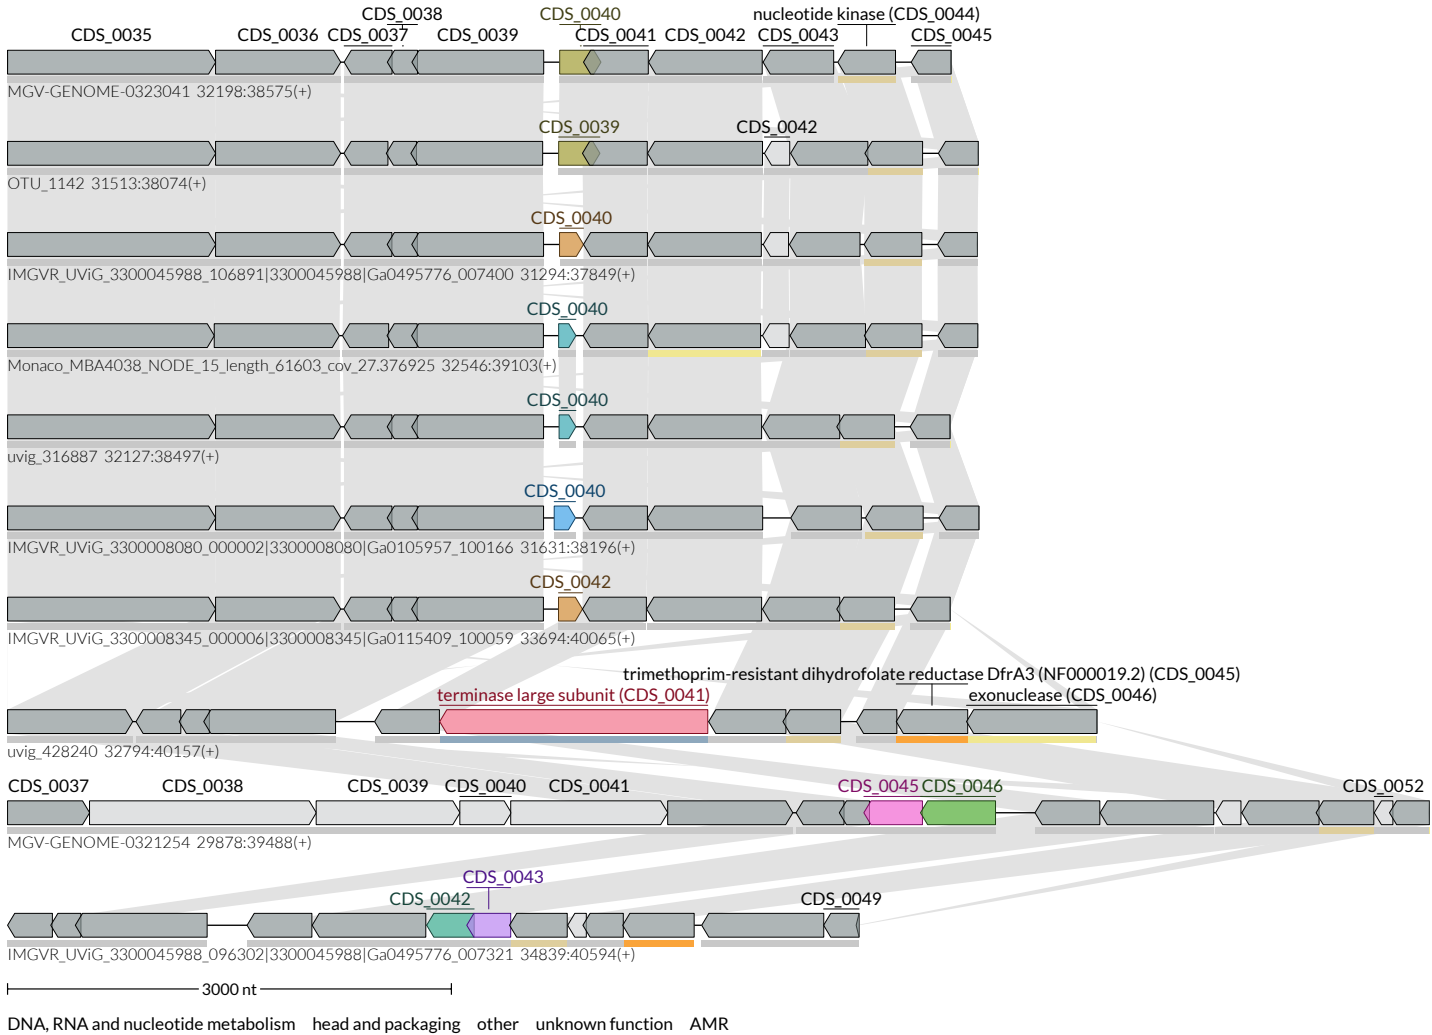 CDS_0038 CDS_0040 nucleotide kinase (CDS_0044)
CDS_0035 CDS_0036 CDS_0037 CDS_0039 CDS_0041 CDS_0042 CDS_0043 CDS_0045
MGV-GENOME-0323041 32198:38575(+)
CDS_0039 CDS_0042
OTU_1142 31513:38074(+)
CDS_0040
IMGVR_UViG_3300045988_106891|3300045988|Ga0495776_007400 31294:37849(+)
CDS_0040
Monaco_MBA4038_NODE_15_length_61603_cov_27.376925 32546:39103(+)
CDS_0040
uvig_316887 32127:38497(+)
CDS_0040
IMGVR_UViG_3300008080_000002|3300008080|Ga0105957_100166 31631:38196(+)
CDS_0042
IMGVR_UViG_3300008345_000006|3300008345|Ga0115409_100059 33694:40065(+)
trimethoprim-resistant dihydrofolate reductase DfrA3 (NF000019.2) (CDS_0045)
terminase large subunit (CDS_0041) exonuclease (CDS_0046)
uvig_428240 32794:40157(+)
CDS_0037 CDS_0038 CDS_0039 CDS_0040 CDS_0041 CDS_0045 CDS_0046 CDS_0052
MGV-GENOME-0321254 29878:39488(+)
CDS_0043
CDS_0042 CDS_0049
IMGVR_UViG_3300045988_096302|3300045988|Ga0495776_007321 34839:40594(+)
3000 nt
DNA, RNA and nucleotide metabolism head and packaging other unknown function AMR